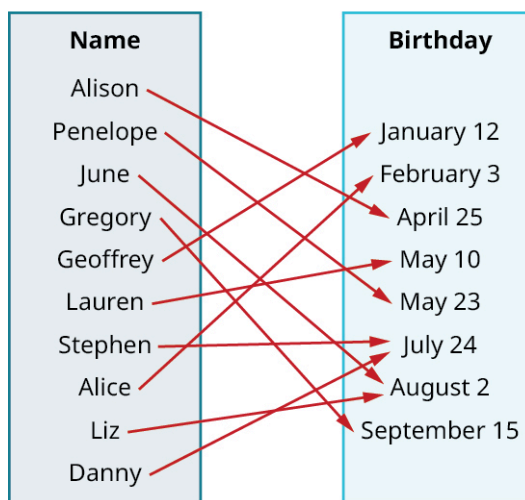 Name
Alison
Penelope
June
Gregory
Geoffrey
Lauren
Stephen
Alice
Liz
Danny
Birthday
January 12
February 3
April 25
May 10
May 23
July 24
August 2
September 15